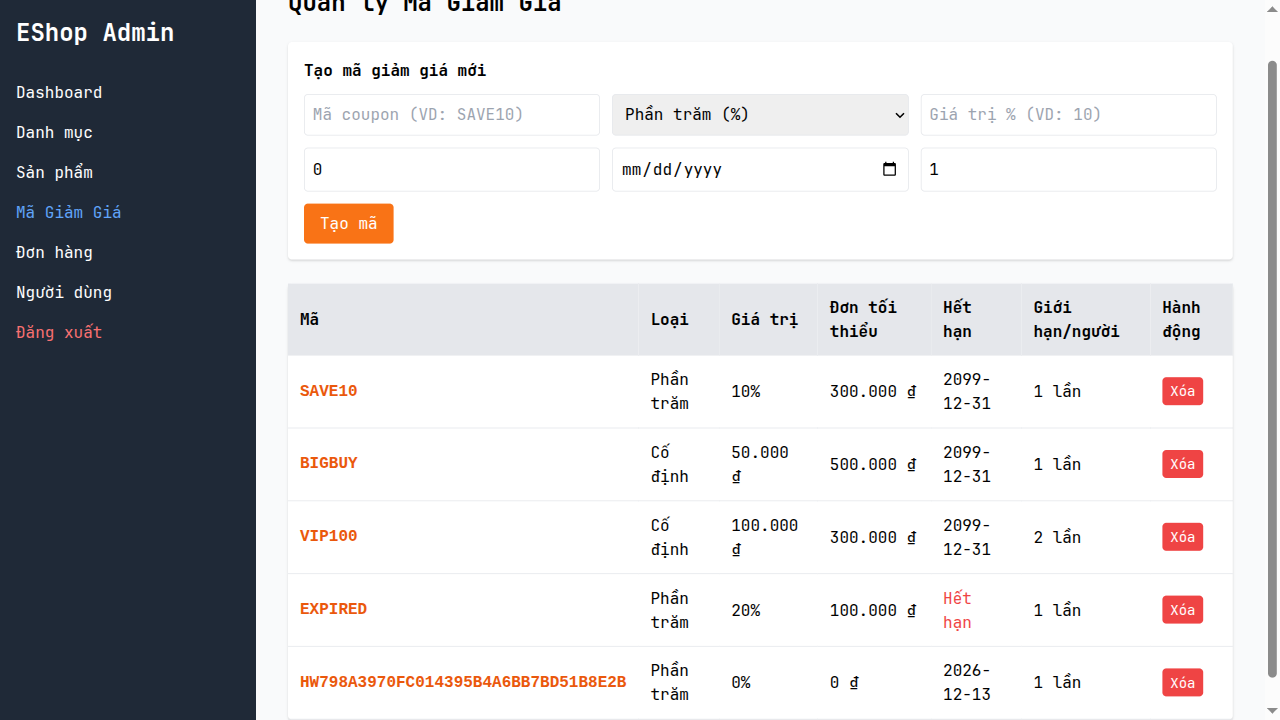 EShop Admin
Dashboard
Danh mục
Sản phẩm
Mã Giảm Giá
Đơn hàng
Người dùng
Đăng xuất
Quản lý Mã Giảm Giá
Tạo mã giảm giá mới
Mã coupon (VD: SAVE10)
Phần trăm (%)
Giá trị % (VD: 10)
0
mm/dd/yyyy
1
Tạo mã
Mã
Loại
Giá trị
Đơn tối
thiểu
Hết
hạn
Giới
hạn/người
Hành
động
SAVE10
Phần
trăm
10%
300.000 ₫
2099-
12-31
1 lần
Xóa
BIGBUY
Cố
định
50.000
₫
500.000 ₫
2099-
12-31
1 lần
Xóa
VIP100
Cố
định
100.000
₫
300.000 ₫
2099-
12-31
2 lần
Xóa
EXPIRED
Phần
trăm
20%
100.000 ₫
Hết
hạn
1 lần
Xóa
HW798A3970FC014395B4A6BB7BD51B8E2B
Phần
trăm
0%
0 ₫
2026-
12-13
1 lần
Xóa